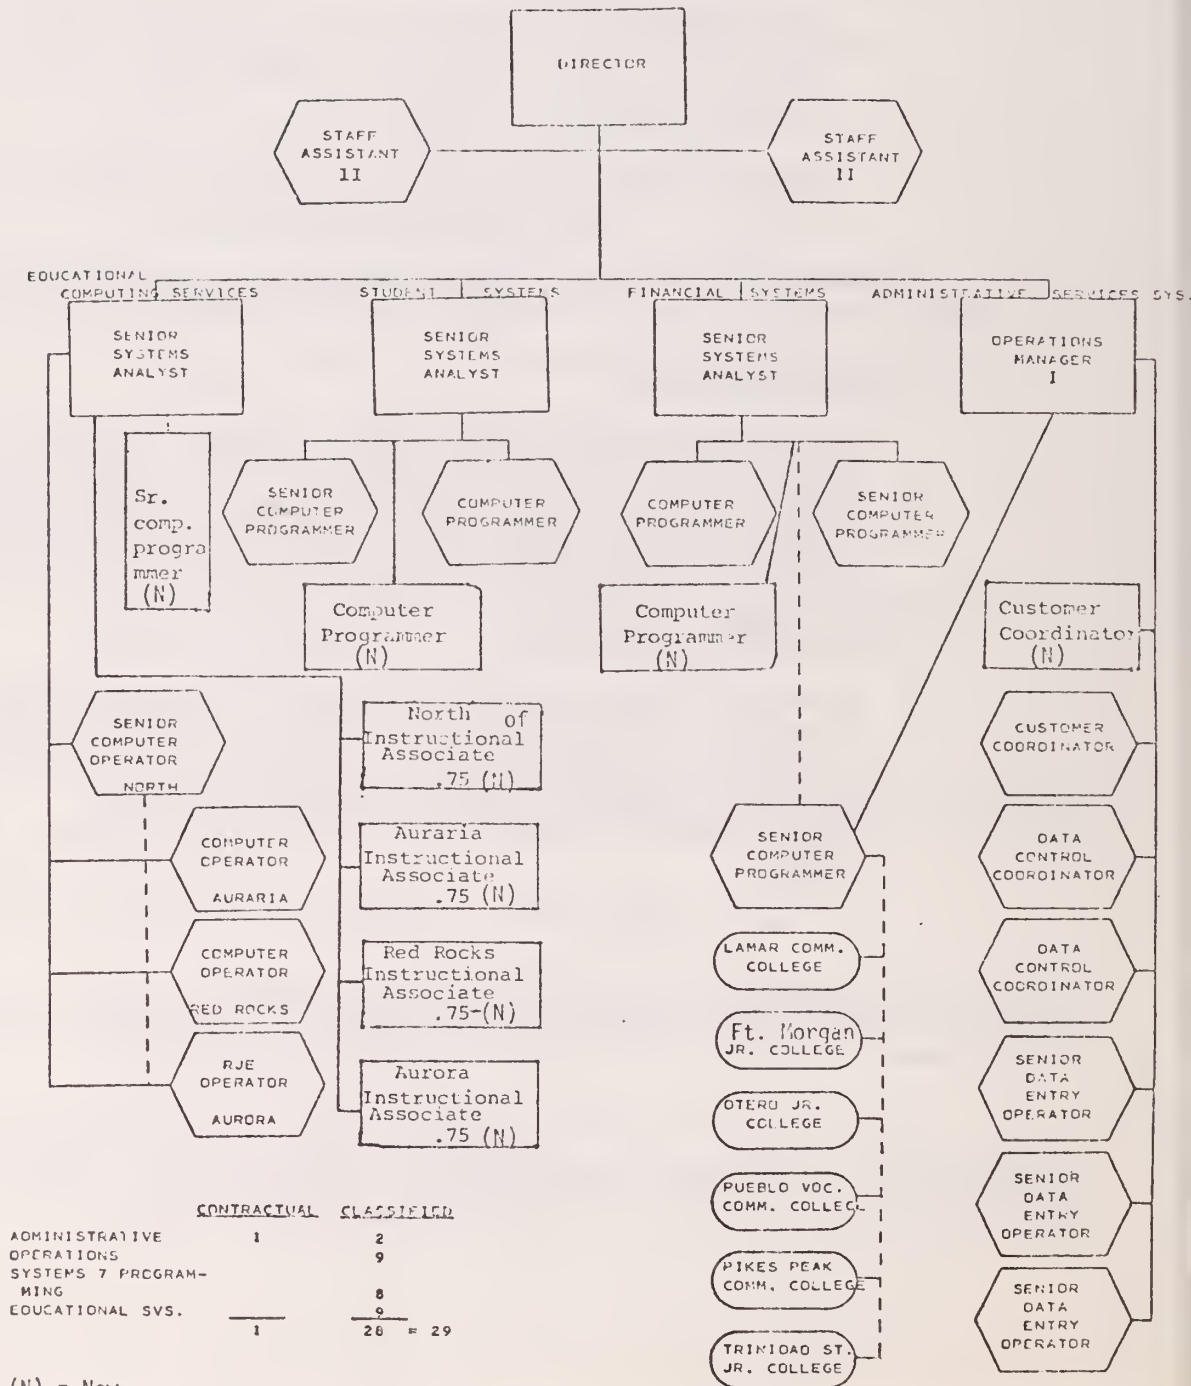 DIRECTOR
STAFF
ASSISTANT
II
STAFF
ASSISTANT
II
EDUCATIONAL
COMPUTING SERVICES
STUDENT SYSTEMS
FINANCIAL SYSTEMS
ADMINISTRATIVE SERVICES SYS.
SENIOR
SYSTEMS
ANALYST
SENIOR
SYSTEMS
ANALYST
SENIOR
SYSTEMS
ANALYST
OPERATIONS
MANAGER
I
Sr.
comp.
progra
mmer
(N)
SENIOR
COMPUTER
PROGRAMMER
COMPUTER
PROGRAMMER
COMPUTER
PROGRAMMER
SENIOR
COMPUTER
PROGRAMMER
Computer
Programmer
(N)
Computer
Programmer
(N)
Customer
Coordinator
(N)
SENIOR
COMPUTER
OPERATOR
NORTH
North of
Instructional
Associate
.75 (N)
CUSTOMER
COORDINATOR
COMPUTER
OPERATOR
AURARIA
Auraria
Instructional
Associate
.75 (N)
SENIOR
COMPUTER
PROGRAMMER
DATA
CONTROL
COORDINATOR
COMPUTER
OPERATOR
RED ROCKS
Red Rocks
Instructional
Associate
.75-(N)
LAMAR COMM.
COLLEGE
DATA
CONTROL
COORDINATOR
Ft. Morgan
JR. COLLEGE
RJE
OPERATOR
AURORA
Aurora
Instructional
Associate
.75 (N)
OTERO JR.
COLLEGE
SENIOR
DATA
ENTRY
OPERATOR
PUEBLO VOC.
COMM. COLLEGE
SENIOR
DATA
ENTRY
OPERATOR
PIKES PEAK
COMM. COLLEGE
SENIOR
DATA
ENTRY
OPERATOR
TRINIDAD ST.
JR. COLLEGE
CONTRACTUAL CLASSIFIED
ADMINISTRATIVE 1 2
OPERATIONS 9
SYSTEMS 7 PROGRAM-
MING 8
EDUCATIONAL SVS. 9
1 28 = 29
(N) = New